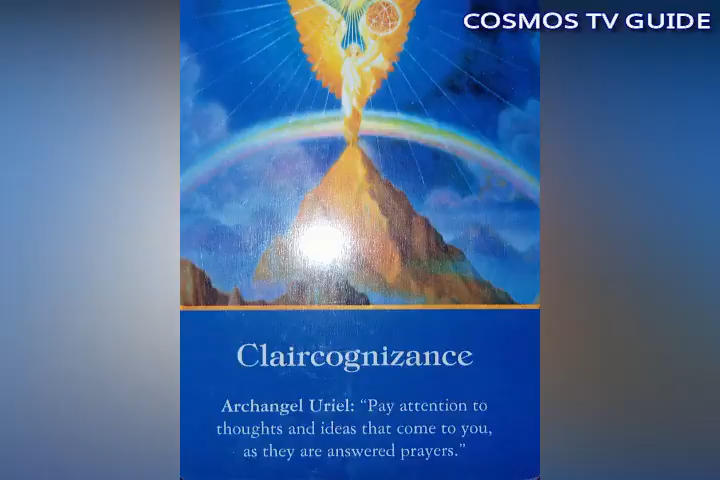 COSMOS TV GUIDE
Claircognizance
Archangel Uriel: “Pay attention to
thoughts and ideas that come to you,
as they are answered prayers.”